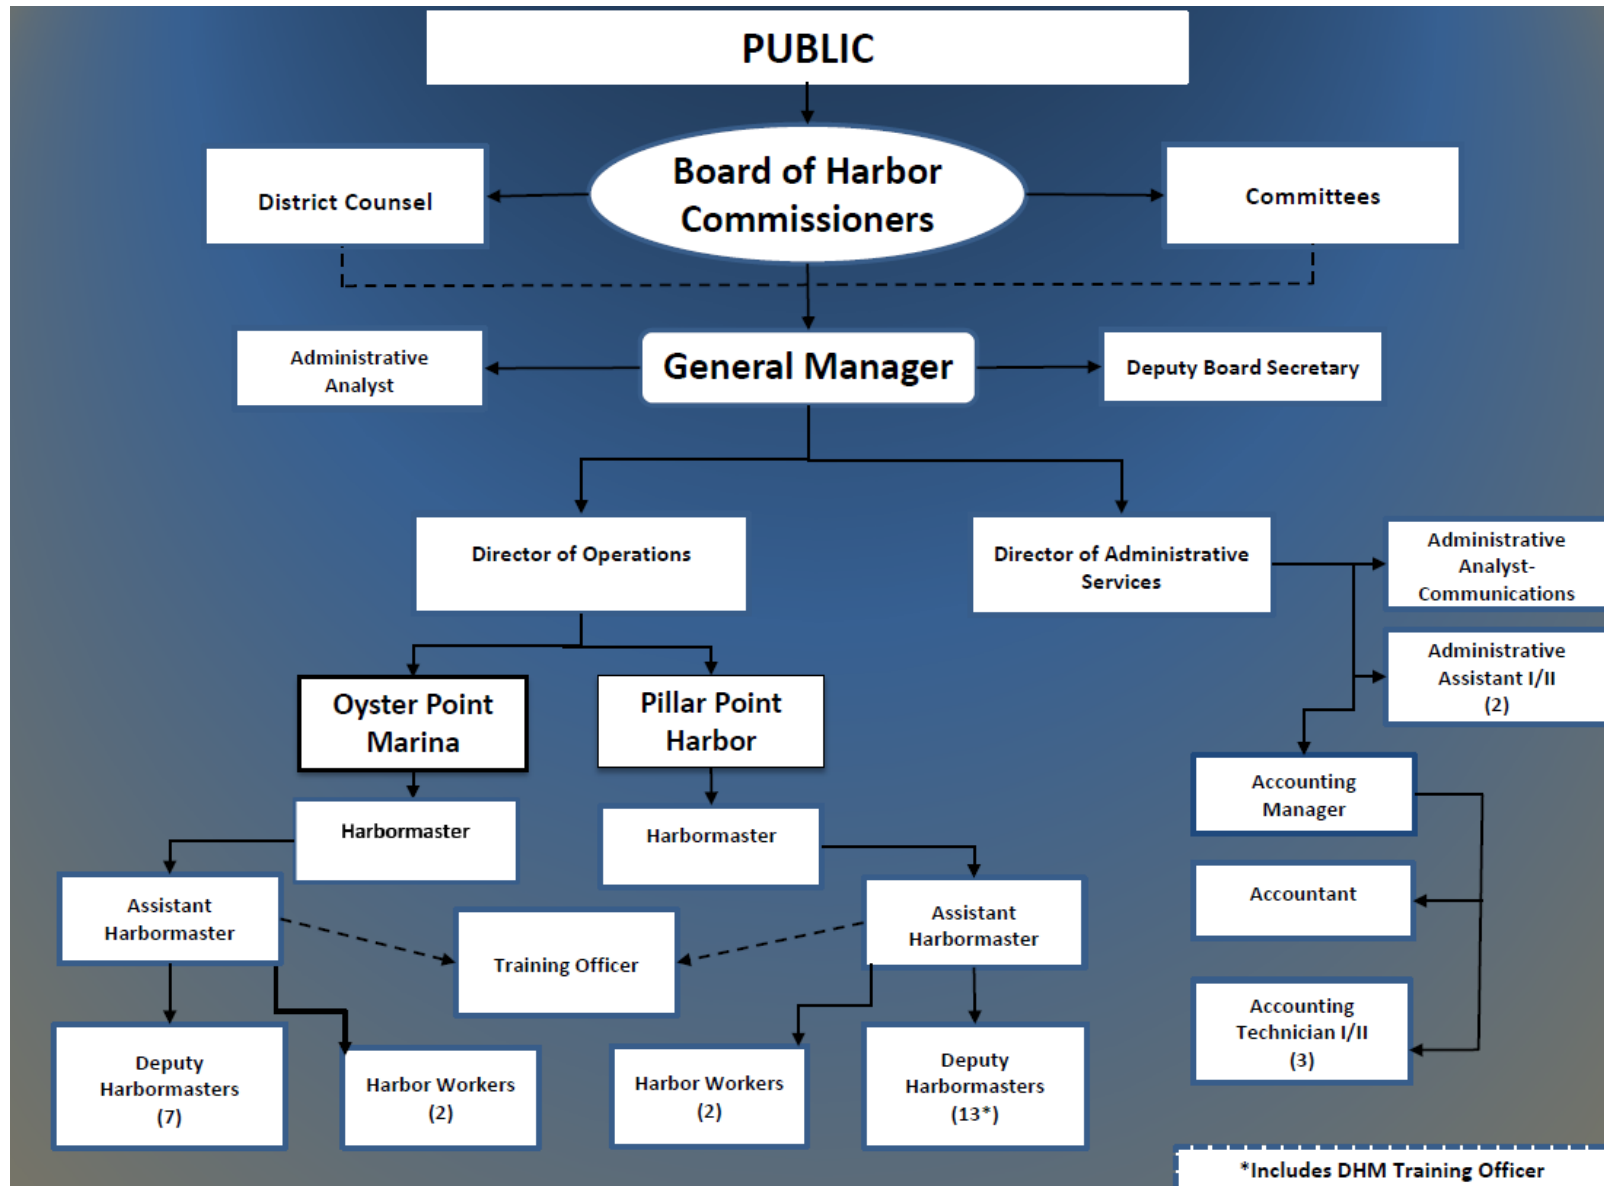 PUBLIC
Board of Harbor
Commissioners
District Counsel
Committees
Administrative
Analyst
General Manager
Deputy Board Secretary
Director of Operations
Director of Administrative
Services
Administrative
Analyst-
Communications
Administrative
Assistant I/II
(2)
Oyster Point
Marina
Pillar Point
Harbor
Accounting
Manager
Harbormaster
Harbormaster
Accountant
Assistant
Harbormaster
Training Officer
Assistant
Harbormaster
Accounting
Technician I/II
(3)
Deputy
Harbormasters
(7)
Harbor Workers
(2)
Harbor Workers
(2)
Deputy
Harbormasters
(13*)
*Includes DHM Training Officer